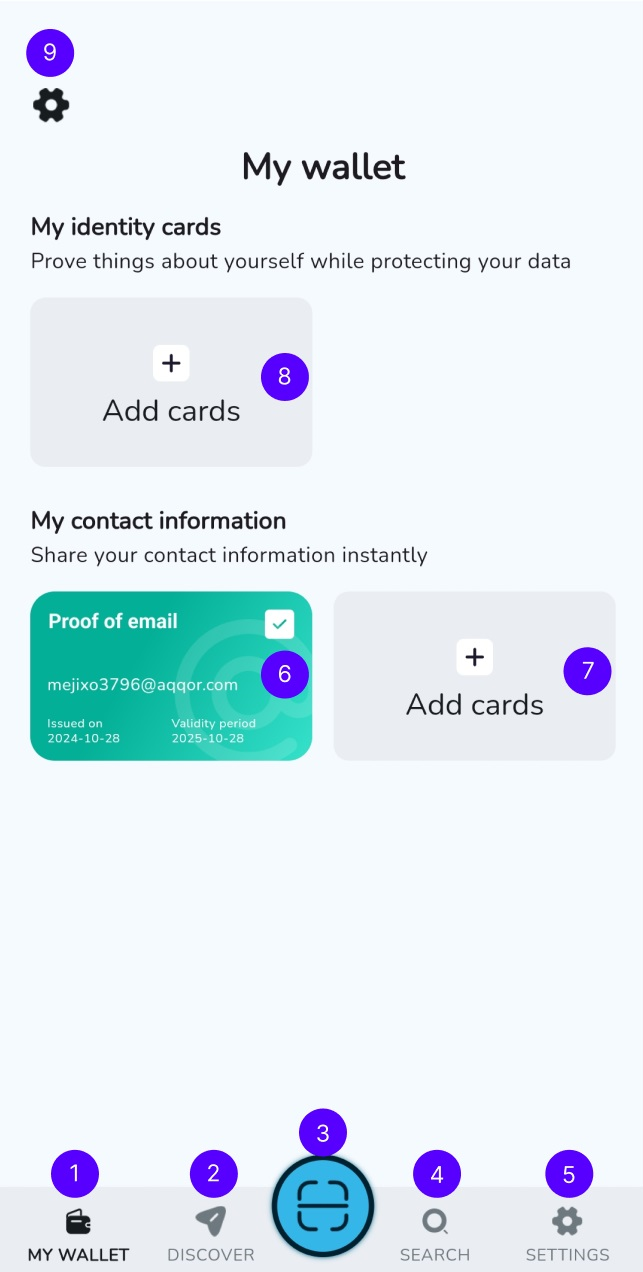 9
My wallet
My identity cards
Prove things about yourself while protecting your data
8
Add cards
My contact information
Share your contact information instantly
Proof of email
mejixo3796@aqqor.com
6
Issued on
2024-10-28
Validity period
2025-10-28
7
Add cards
1
2
3
4
5
MY WALLET
DISCOVER
SEARCH
SETTINGS